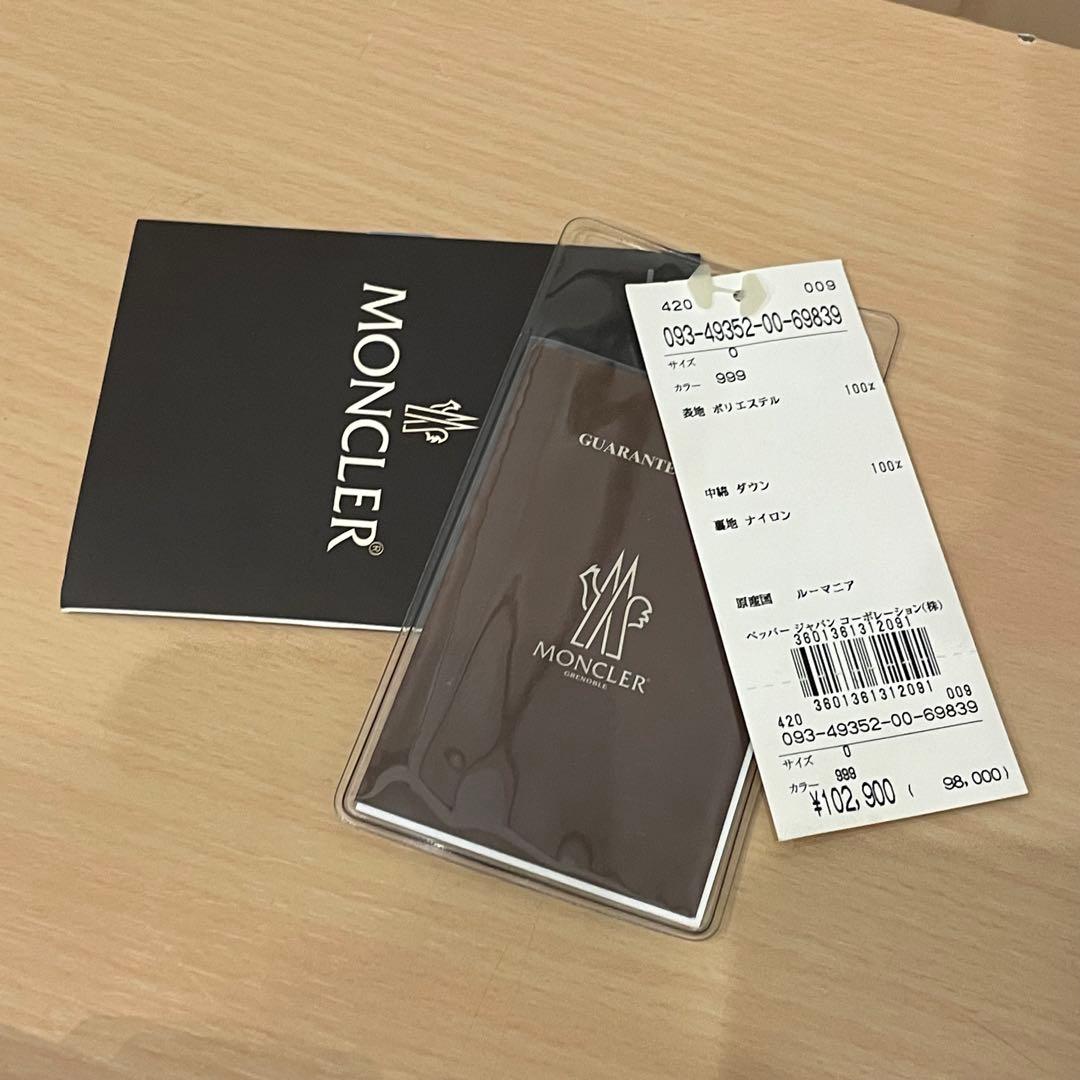 MONCLER®
GUARANTE
MONCLER
GRENOBLE
420 009
093-49352-00-69839
サイズ 0
カラー 999
表地 ポリエステル 100%
100%
中綿 ダウン
裏地 ナイロン
原産国 ルーマニア
ペッパー ジャパン コーポレーション(株)
3601361312091
3601361312091
420 009
093-49352-00-69839
サイズ 0
カラー 999
¥102,900 ( 98,000)